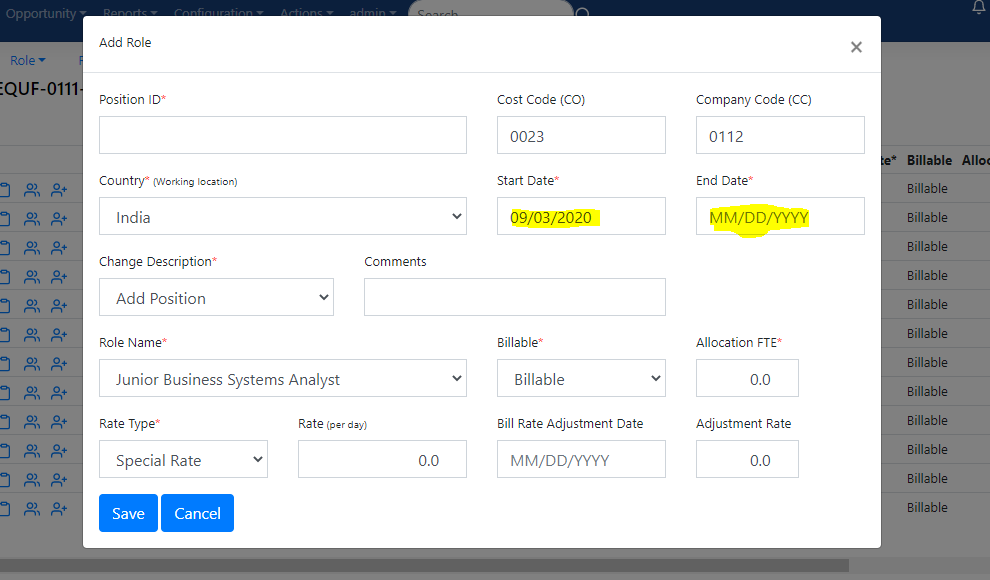 Opportunity Reports Configuration Actions admin Search
Add Role
×
Role
EQUF-0111-
Position ID*
Cost Code (CO)
Company Code (CC)
0023
0112
te* Billable Alloc
Country* (Working location)
Start Date*
End Date*
Billable
India
09/03/2020
MM/DD/YYYY
Billable
Billable
Change Description*
Comments
Billable
Add Position
Billable
Billable
Role Name*
Billable*
Allocation FTE*
Billable
Junior Business Systems Analyst
Billable
0.0
Billable
Rate Type*
Rate (per day)
Bill Rate Adjustment Date
Adjustment Rate
Billable
Special Rate
0.0
MM/DD/YYYY
0.0
Billable
Billable
Save
Cancel
Billable